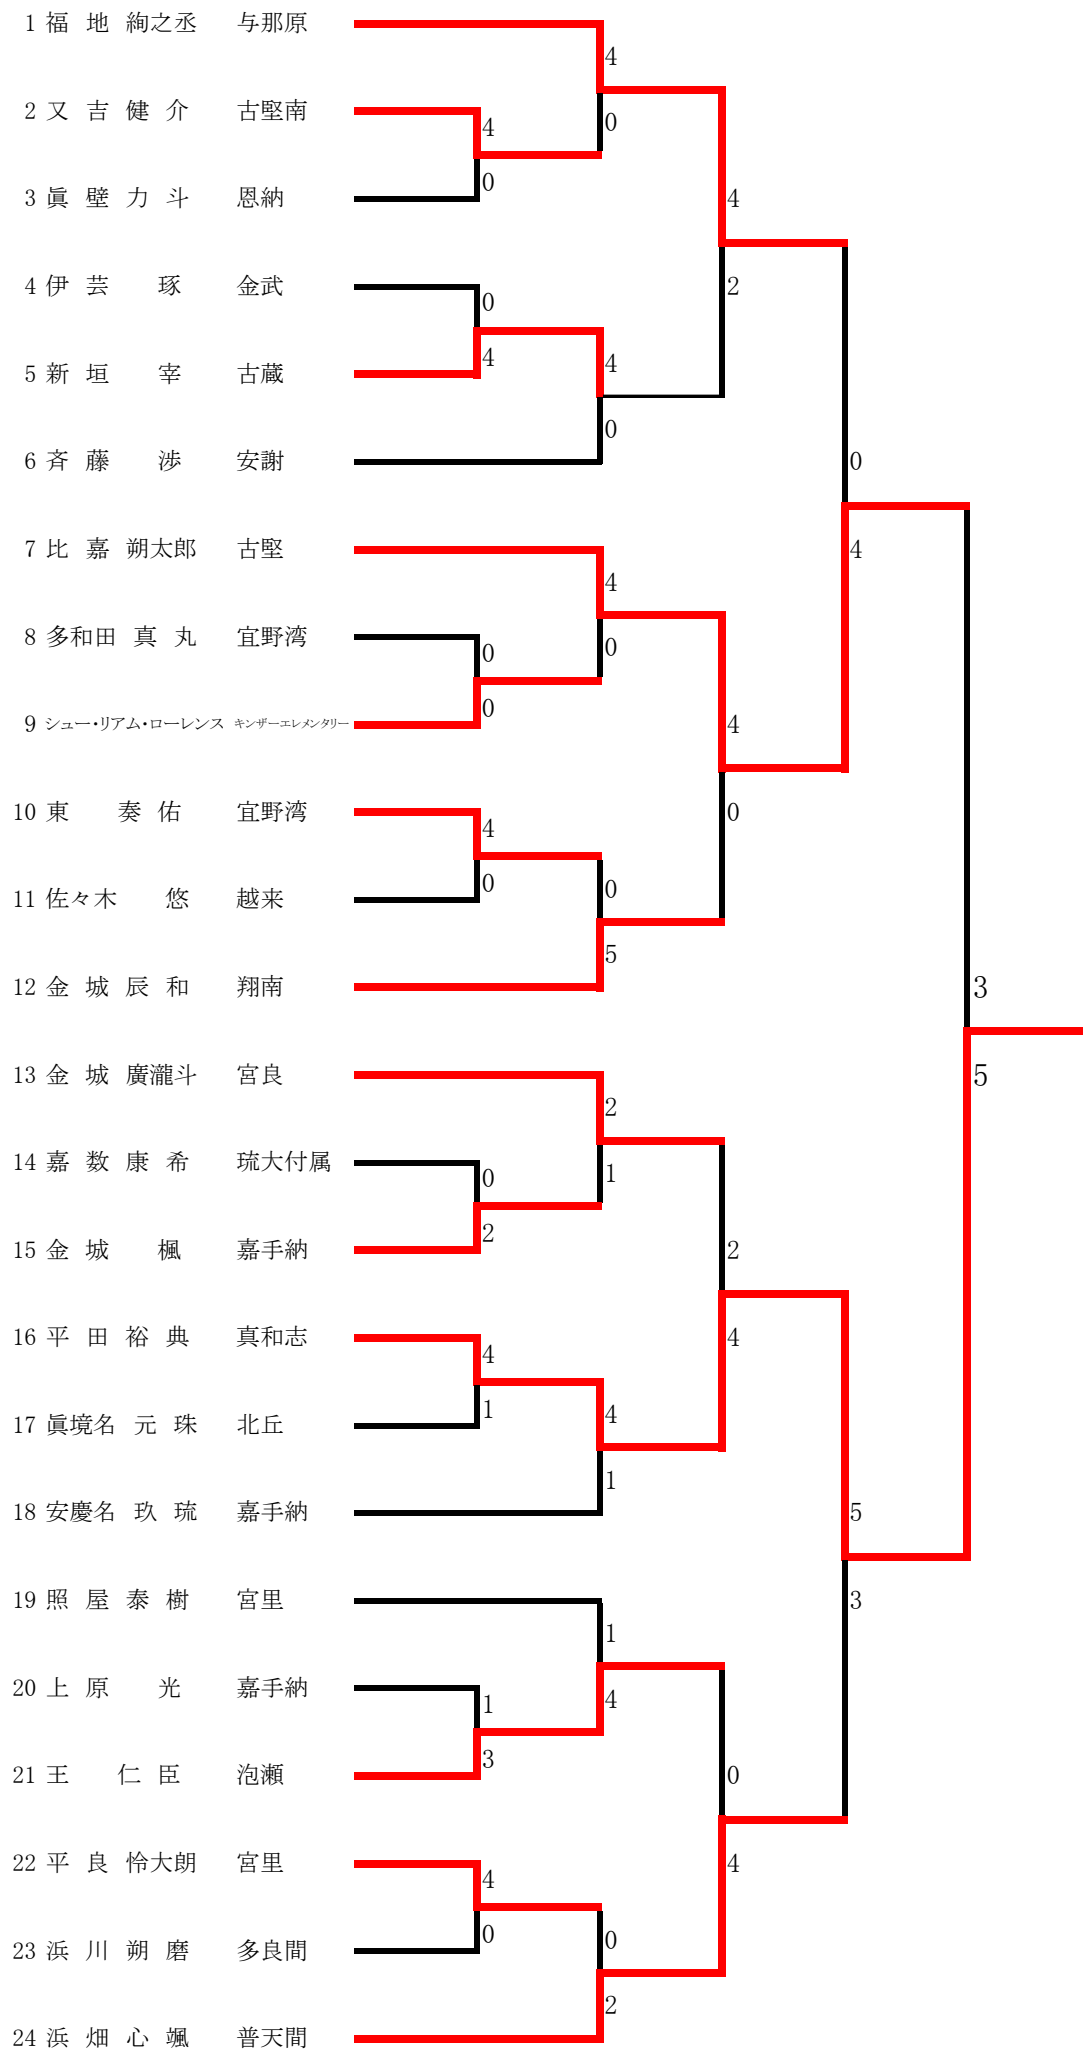 1 福 地 絢之丞 与那原
4
2 又 吉 健 介 古堅南
4
0
0
3 眞 壁 力 斗 恩納
4
4 伊 芸 琢 金武
0
2
4
4
5 新 垣 宰 古蔵
0
6 斉 藤 渉 安謝
0
7 比 嘉 朔太郎 古堅
4
4
8 多和田 真 丸 宜野湾
0
0
0
9 シュー・リアム・ローレンス キンザーエレメンタリー
4
10 東 奏 佑 宜野湾
4
0
0
11 佐々木 悠 越来
0
5
12 金 城 辰 和 翔南
3
13 金 城 廣瀧斗 宮良
5
2
14 嘉 数 康 希 琉大付属
0
1
2
15 金 城 楓 嘉手納
2
16 平 田 裕 典 真和志
4
4
1
4
17 眞境名 元 珠 北丘
1
18 安慶名 玖 琉 嘉手納
5
19 照 屋 泰 樹 宮里
3
1
20 上 原 光 嘉手納
1
4
3
21 王 仁 臣 泡瀬
0
22 平 良 怜大朗 宮里
4
4
0
0
23 浜 川 朔 磨 多良間
2
24 浜 畑 心 颯 普天間